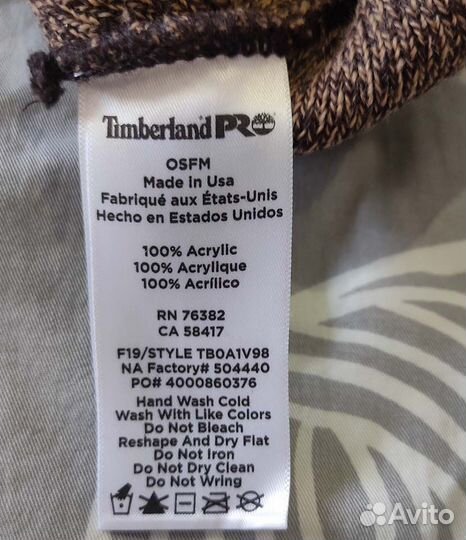 Timberland PRO
OSFM
Made in Usa
Fabriqué aux États-Unis
Hecho en Estados Unidos
100% Acrylic
100% Acrylique
100% Acrílico
RN 76382
CA 58417
F19/STYLE TB0A1V98
NA Factory# 504440
PO# 4000860376
Hand Wash Cold
Wash With Like Colors
Do Not Bleach
Reshape And Dry Flat
Do Not Iron
Do Not Dry Clean
Do Not Wring
Avito